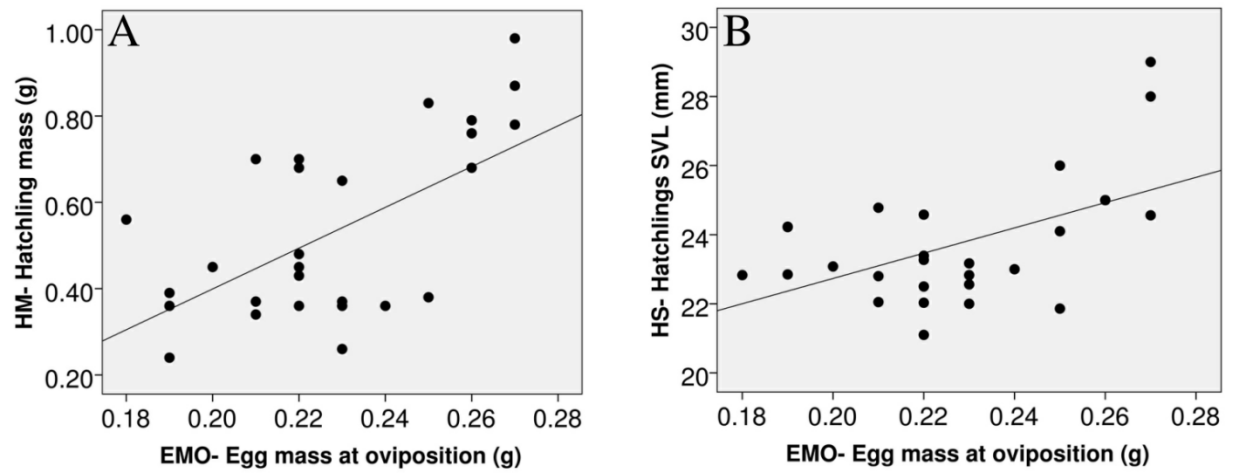 A
HM- Hatchling mass (g)
1.00
0.80
0.60
0.40
0.20
0.18 0.20 0.22 0.24 0.26 0.28
EMO- Egg mass at oviposition (g)
B
HS- Hatchlings SVL (mm)
30
28
26
24
22
20
0.18 0.20 0.22 0.24 0.26 0.28
EMO- Egg mass at oviposition (g)